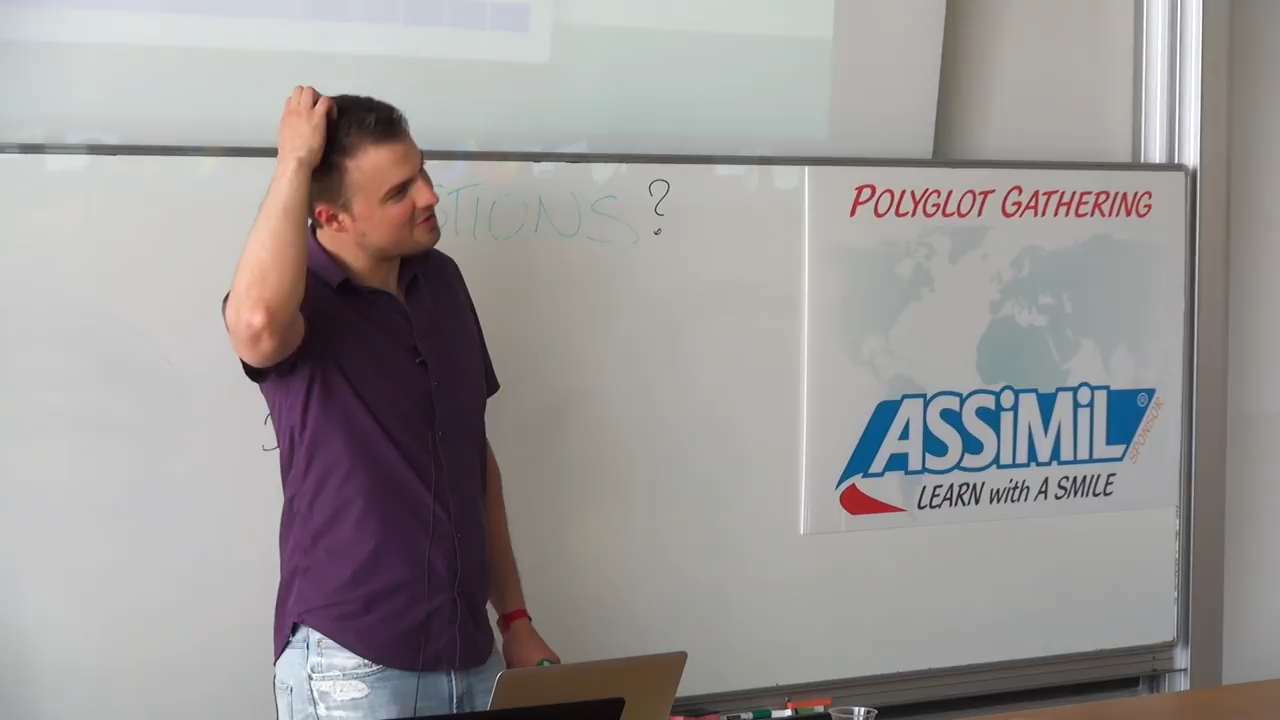 STIONS?
POLYGLOT GATHERING
ASSiMiL®
SPONSOR
LEARN with A SMILE